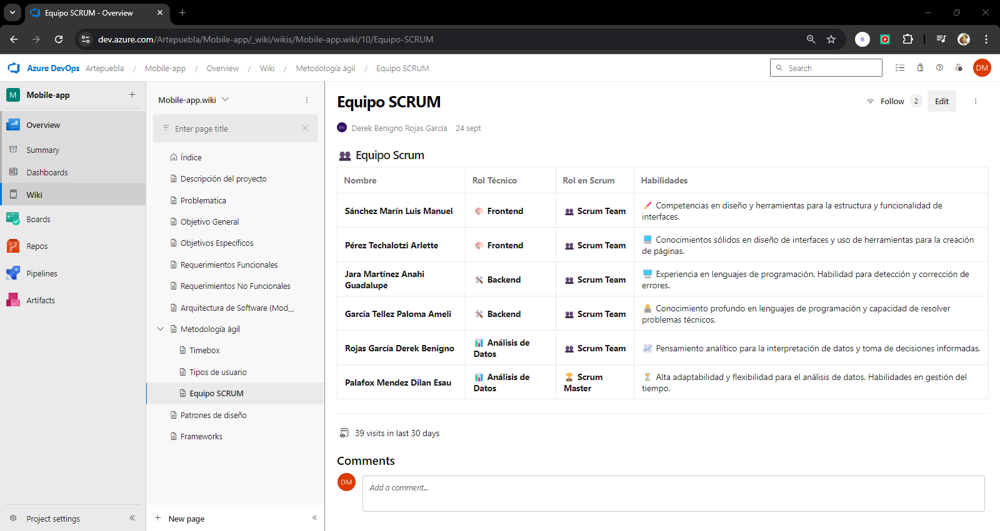 Equipo SCRUM - Overview
dev.azure.com/Artepuebla/Mobile-app/_wiki/wikis/Mobile-app.wiki/10/Equipo-SCRUM
B
Azure DevOps Artepuebla / Mobile-app / Overview / Wiki / Metodología ágil / Equipo SCRUM
Search
DM
M Mobile-app
Overview
Summary
Dashboards
Wiki
Boards
Repos
Pipelines
Artifacts
Project settings
Mobile-app.wiki
Enter page title
Índice
Descripción del proyecto
Problematica
Objetivo General
Objetivos Específicos
Requerimientos Funcionales
Requerimientos No Funcionales
Arquitectura de Software (Mod...
Metodología ágil
Timebox
Tipos de usuario
Equipo SCRUM
Patrones de diseño
Frameworks
New page
Equipo SCRUM
Follow 2
Edit
DG Derek Benigno Rojas García 24 sept
Equipo Scrum
Nombre Rol Técnico Rol en Scrum Habilidades
Sánchez Marín Luis Manuel Frontend Scrum Team Competencias en diseño y herramientas para la estructura y funcionalidad de
interfaces.
Pérez Techalotzi Arlette Frontend Scrum Team Conocimientos sólidos en diseño de interfaces y uso de herramientas para la creación
de páginas.
Jara Martínez Anahi
Guadalupe Backend Scrum Team Experiencia en lenguajes de programación. Habilidad para detección y corrección de
errores.
García Tellez Paloma Ameli Backend Scrum Team Conocimiento profundo en lenguajes de programación y capacidad de resolver
problemas técnicos.
Rojas García Derek Benigno Análisis de
Datos Scrum Team Pensamiento analítico para la interpretación de datos y toma de decisiones informadas.
Palafox Mendez Dilan Esau Análisis de
Datos Scrum
Master Alta adaptabilidad y flexibilidad para el análisis de datos. Habilidades en gestión del
tiempo.
39 visits in last 30 days
Comments
DM
Add a comment...